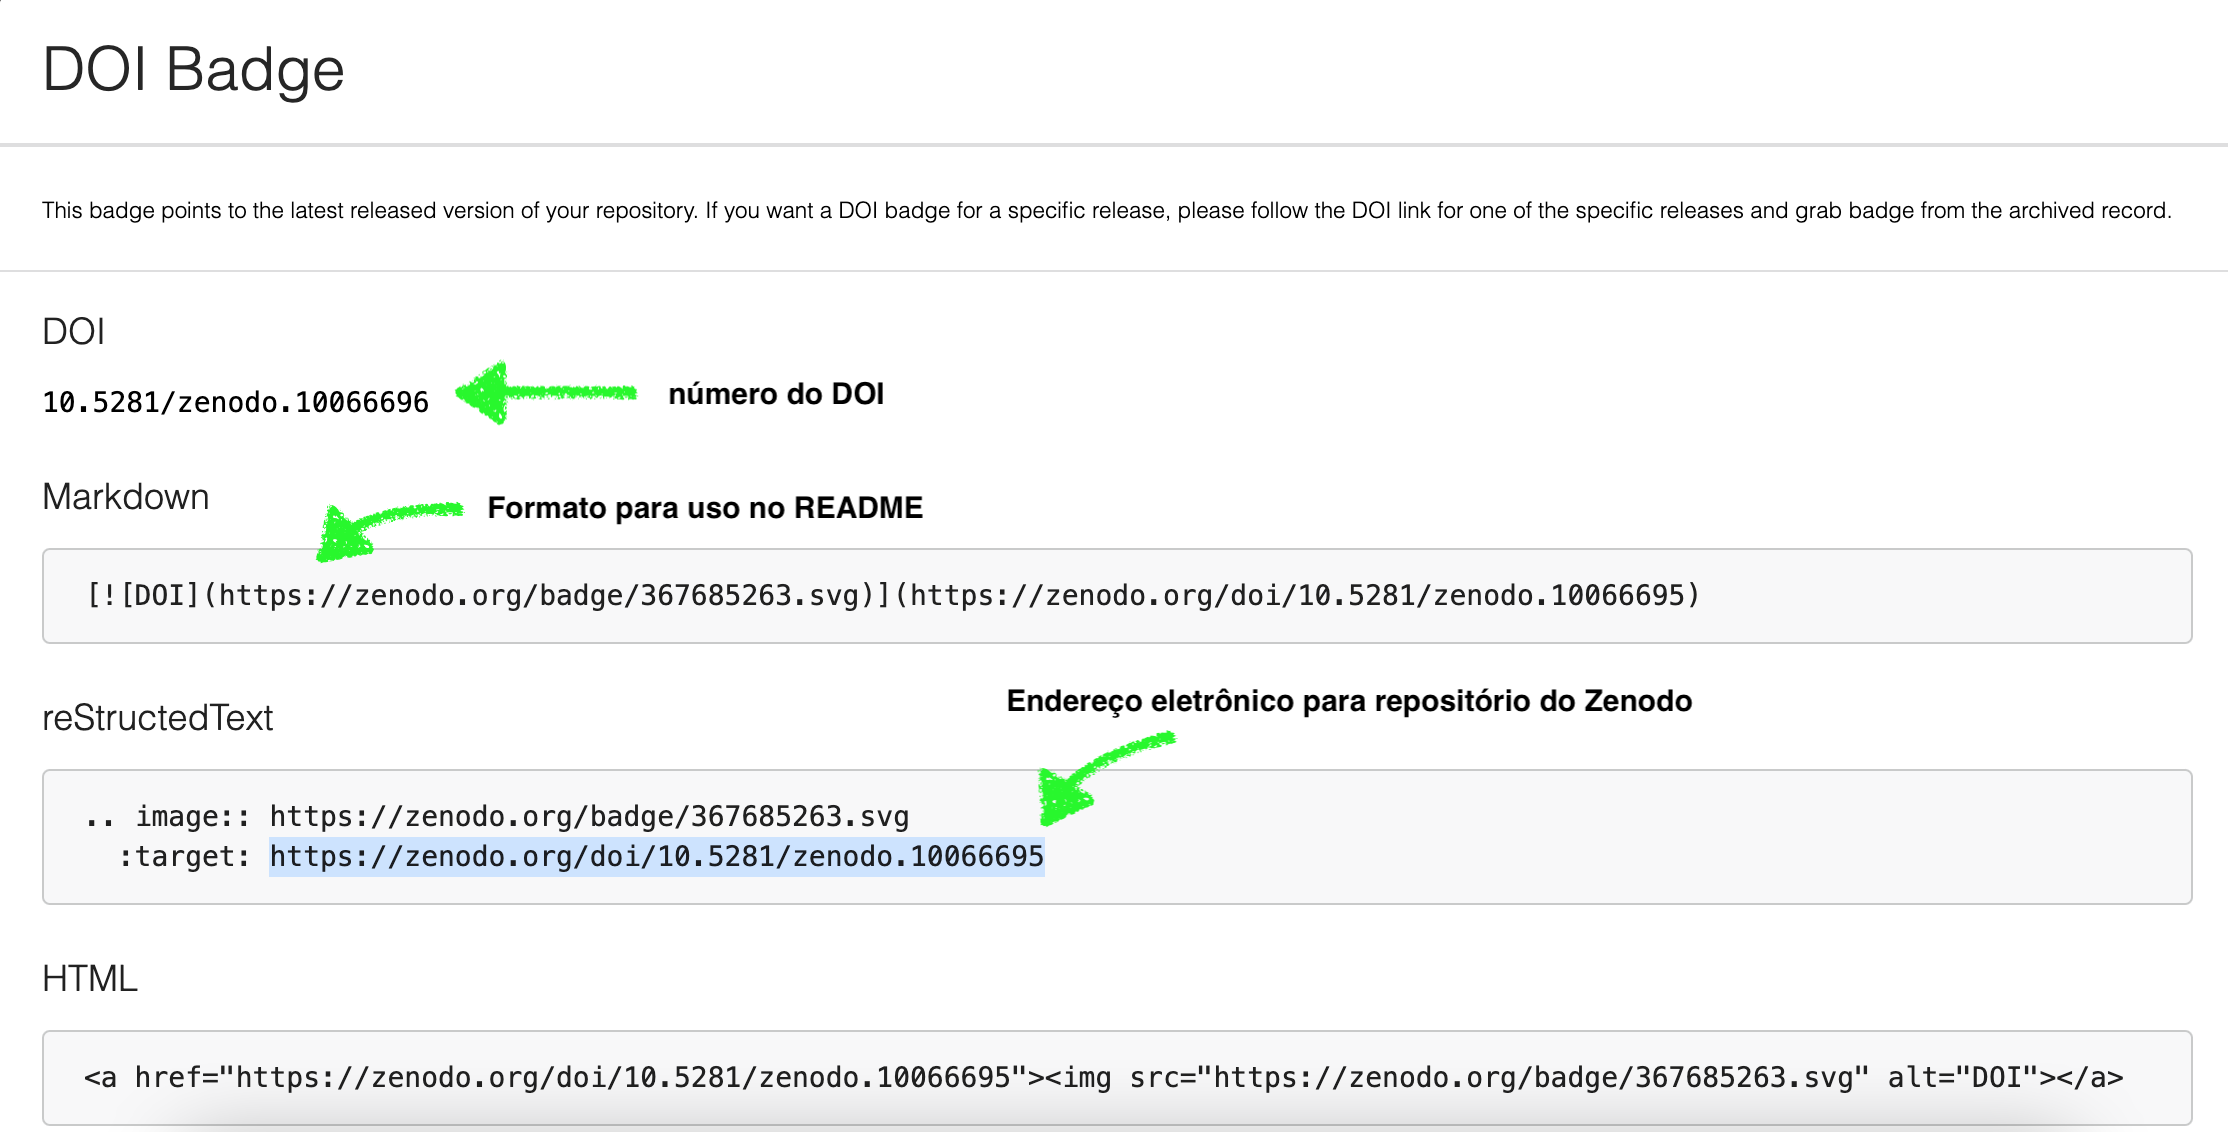 DOI Badge
This badge points to the latest released version of your repository. If you want a DOI badge for a specific release, please follow the DOI link for one of the specific releases and grab badge from the archived record.
DOI
10.5281/zenodo.10066696
número do DOI
Markdown
Formato para uso no README
[![DOI](https://zenodo.org/badge/367685263.svg)](https://zenodo.org/doi/10.5281/zenodo.10066695)
reStructedText
Endereço eletrônico para repositório do Zenodo
.. image:: https://zenodo.org/badge/367685263.svg
:target: https://zenodo.org/doi/10.5281/zenodo.10066695
HTML
<a href="https://zenodo.org/doi/10.5281/zenodo.10066695"><img src="https://zenodo.org/badge/367685263.svg" alt="DOI"></a>